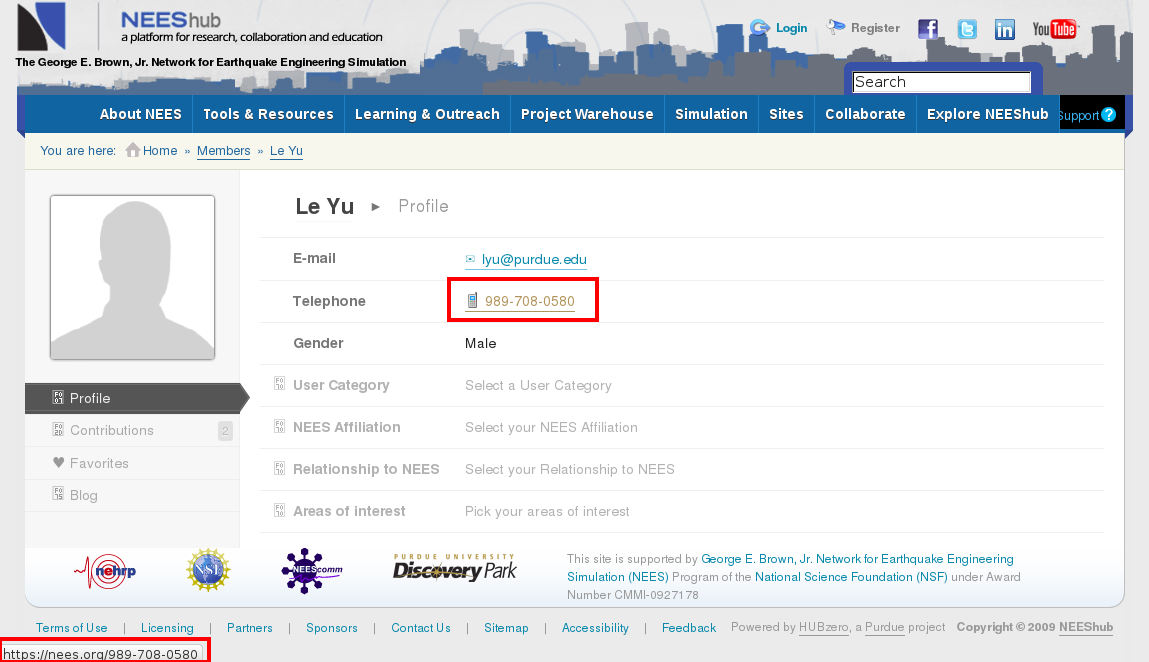 NEEShub
a platform for research, collaboration and education
The George E. Brown, Jr. Network for Earthquake Engineering Simulation
Login Register You Tube
Search
About NEES Tools & Resources Learning & Outreach Project Warehouse Simulation Sites Collaborate Explore NEEShub Support
You are here: Home » Members » Le Yu
Le Yu ► Profile
E-mail lyu@purdue.edu
Telephone 989-708-0580
Gender Male
User Category Select a User Category
NEES Affiliation Select your NEES Affiliation
Relationship to NEES Select your Relationship to NEES
Areas of interest Pick your areas of interest
Profile
Contributions 2
Favorites
Blog
nehrp
NSF
NEEScomm
PURDUE UNIVERSITY
Discovery Park
This site is supported by George E. Brown, Jr. Network for Earthquake Engineering
Simulation (NEES) Program of the National Science Foundation (NSF) under Award
Number CMMI-0927178
Terms of Use | Licensing | Partners | Sponsors | Contact Us | Sitemap | Accessibility | Feedback Powered by HUBzero, a Purdue project Copyright © 2009 NEEShub
https://nees.org/989-708-0580